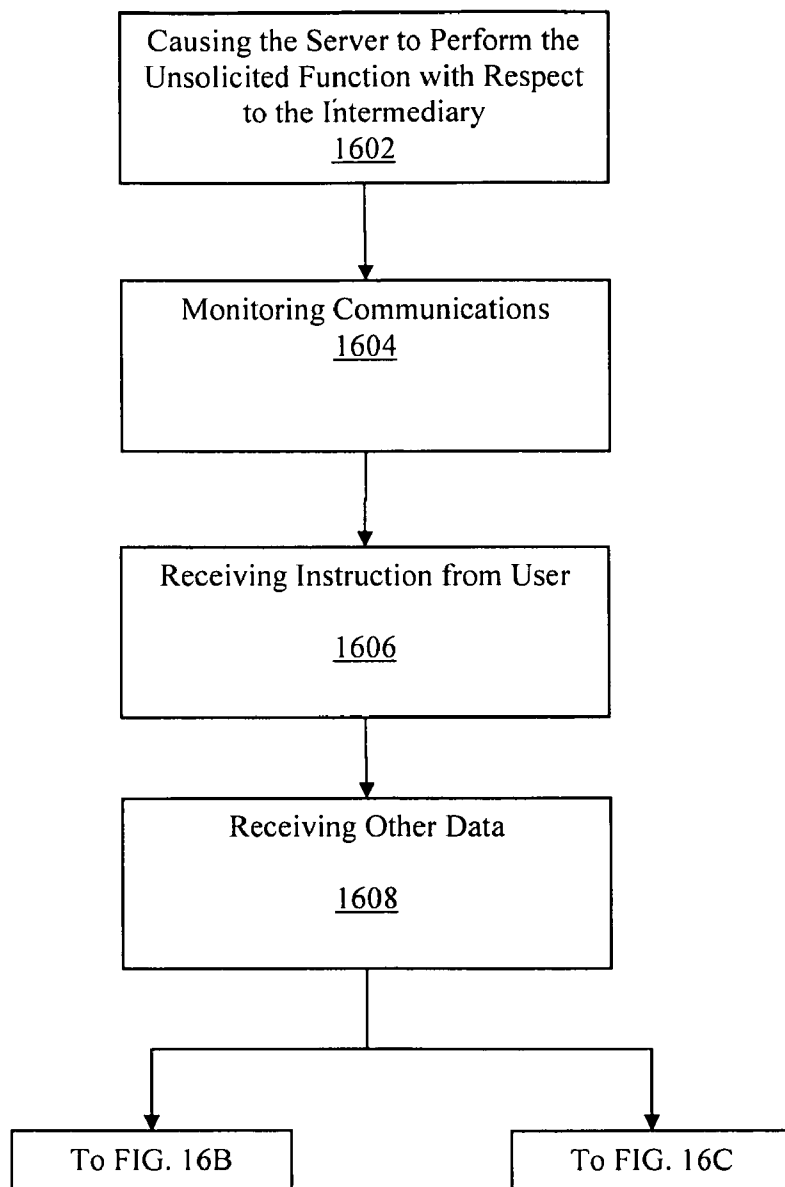 Causing the Server to Perform the
Unsolicited Function with Respect
to the Intermediary
1602
Monitoring Communications
1604
Receiving Instruction from User
1606
Receiving Other Data
1608
To FIG. 16B
To FIG. 16C